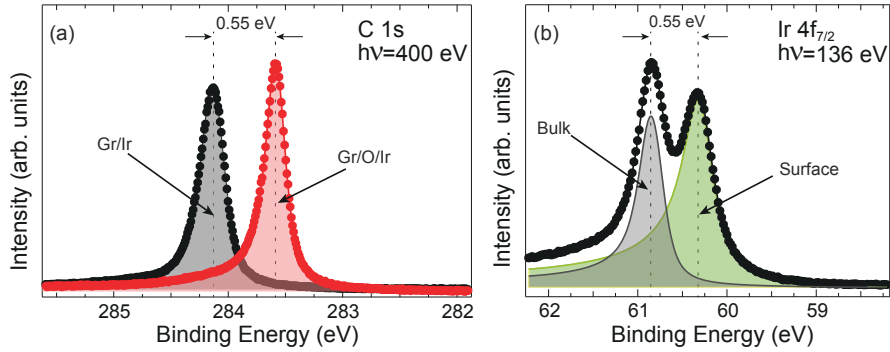 0.55 eV
(a)
C 1s
hν=400 eV
Gr/Ir
Gr/O/Ir
Intensity (arb. units)
285
284
283
282
Binding Energy (eV)
0.55 eV
(b)
Ir 4f7/2
hν=136 eV
Bulk
Surface
Intensity (arb. units)
62
61
60
59
Binding Energy (eV)